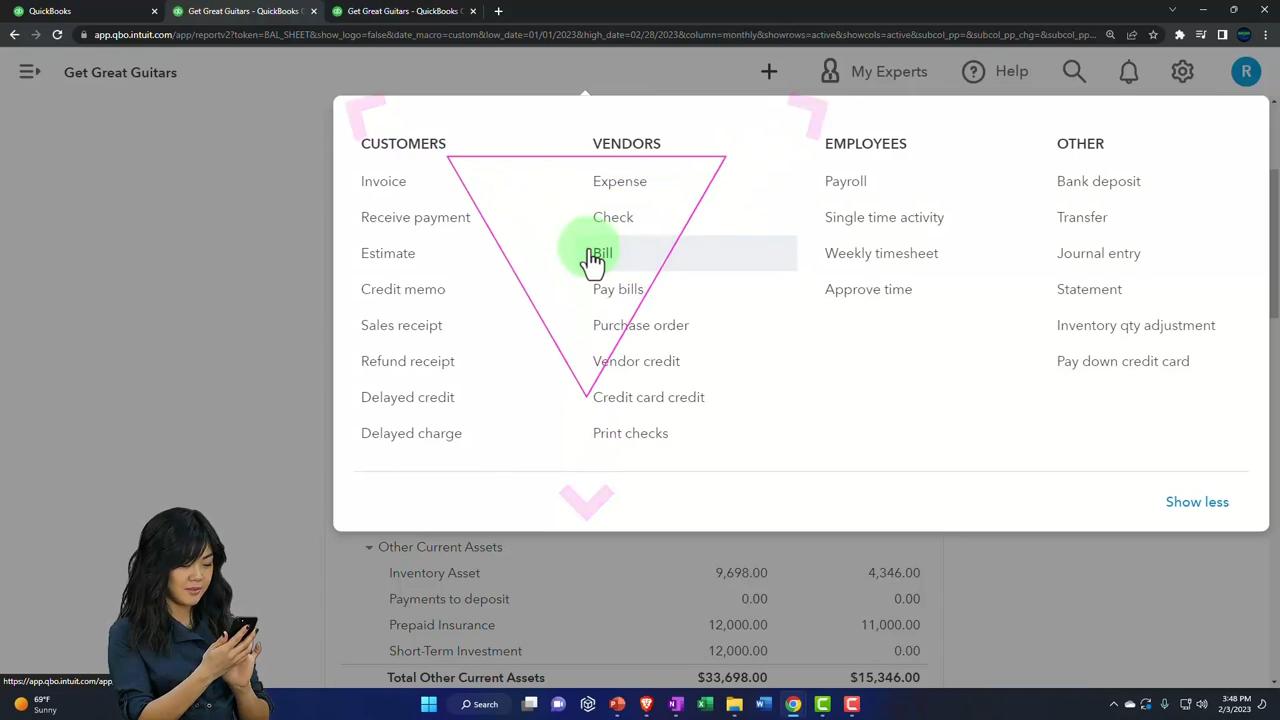 QuickBooks
Get Great Guitars - QuickBooks
Get Great Guitars - QuickBooks C
app.qbo.intuit.com/app/reportv2?token=BAL_SHEET&show_logo=false&date_macro=custom&low_date=01/01/2023&high_date=02/28/2023&column=monthly&showrows=active&showcols=active&subcol_pp=&subcol_pp_chg=&subcol_py=&subcol_py_chg=&subcol_py
Get Great Guitars
My Experts
Help
R
CUSTOMERS
Invoice
Receive payment
Estimate
Credit memo
Sales receipt
Refund receipt
Delayed credit
Delayed charge
VENDORS
Expense
Check
Bill
Pay bills
Purchase order
Vendor credit
Credit card credit
Print checks
EMPLOYEES
Payroll
Single time activity
Weekly timesheet
Approve time
OTHER
Bank deposit
Transfer
Journal entry
Statement
Inventory qty adjustment
Pay down credit card
Show less
Other Current Assets
Inventory Asset 9,698.00 4,346.00
Payments to deposit 0.00 0.00
Prepaid Insurance 12,000.00 11,000.00
Short-Term Investment 12,000.00 0.00
Total Other Current Assets $33,698.00 $15,346.00
https://app.qbo.intuit.com/app
69°F
Sunny
Search
3:48 PM
2/3/2023